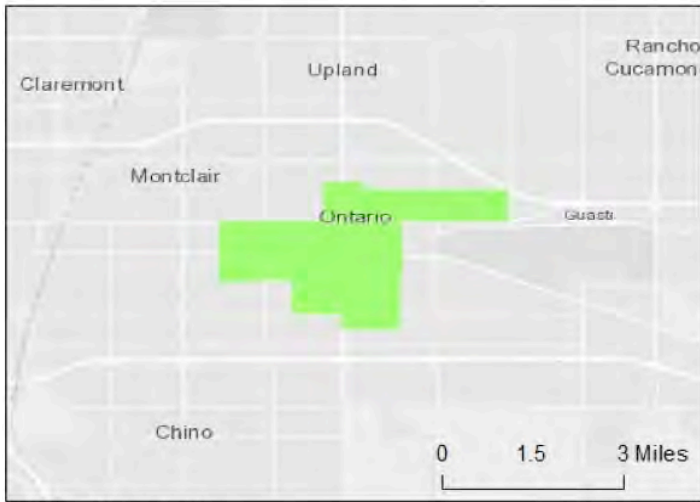 Rancho
Cucamon
Upland
Claremont
Montclair
Ontario
Guasti
Chino
0 1.5 3 Miles